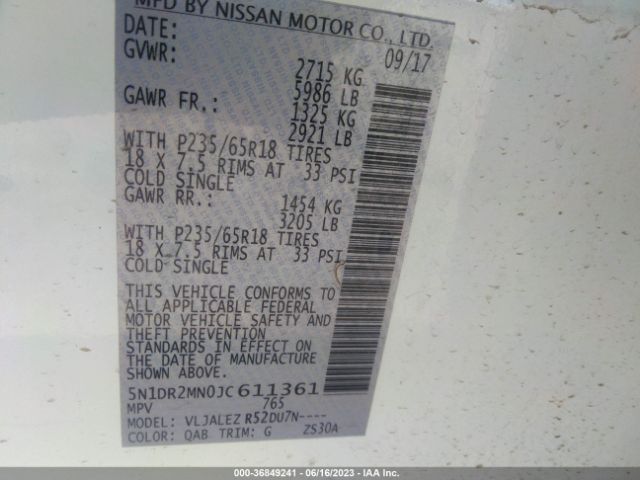 MFD BY NISSAN MOTOR CO., LTD.
DATE: 09/17
GVWR: 2715 KG
5986 LB
GAWR FR.: 1325 KG
2921 LB
WITH P235/65R18 TIRES
18 X 7.5 RIMS AT 33 PSI
COLD SINGLE
GAWR RR.: 1454 KG
3205 LB
WITH P235/65R18 TIRES
18 X 7.5 RIMS AT 33 PSI
COLD SINGLE
THIS VEHICLE CONFORMS TO
ALL APPLICABLE FEDERAL
MOTOR VEHICLE SAFETY AND
THEFT PREVENTION
STANDARDS IN EFFECT ON
THE DATE OF MANUFACTURE
SHOWN ABOVE.
5N1DR2MN0JC611361
MPV 765
MODEL: VLJALEZ R52DU7N----
COLOR: QAB TRIM: G ZS30A
000-36849241 - 06/16/2023 - IAA Inc.